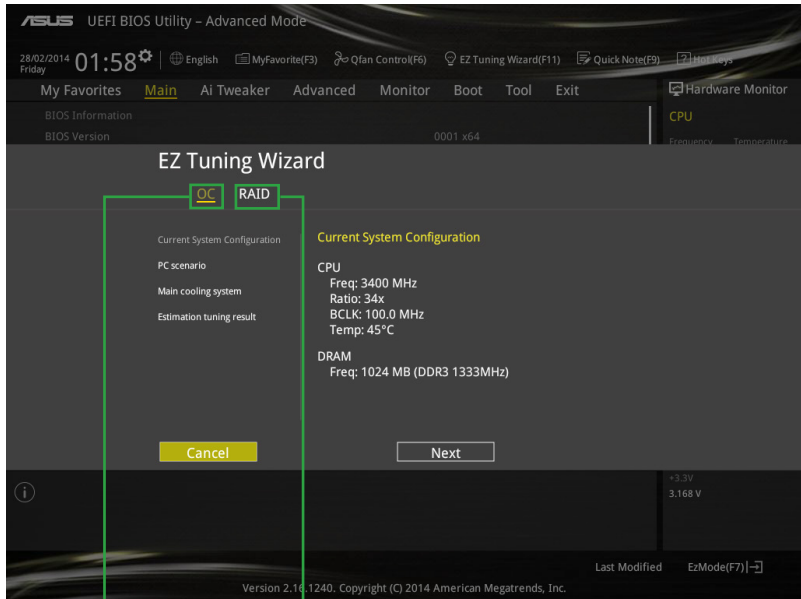 ASUS UEFI BIOS Utility – Advanced Mode
28/02/2014
Friday
01:58
English
MyFavorite(F3)
Qfan Control(F6)
EZ Tuning Wizard(F11)
Quick Note(F9)
? Hot Keys
My Favorites Main Ai Tweaker Advanced Monitor Boot Tool Exit
Hardware Monitor
BIOS Information
CPU
BIOS Version 0001 x64
Frequency Temperature
EZ Tuning Wizard
OC RAID
Current System Configuration
PC scenario
Main cooling system
Estimation tuning result
Current System Configuration
CPU
Freq: 3400 MHz
Ratio: 34x
BCLK: 100.0 MHz
Temp: 45°C
DRAM
Freq: 1024 MB (DDR3 1333MHz)
Cancel
Next
+3.3V
3.168 V
i
Last Modified EzMode(F7)
Version 2.16.1240. Copyright (C) 2014 American Megatrends, Inc.